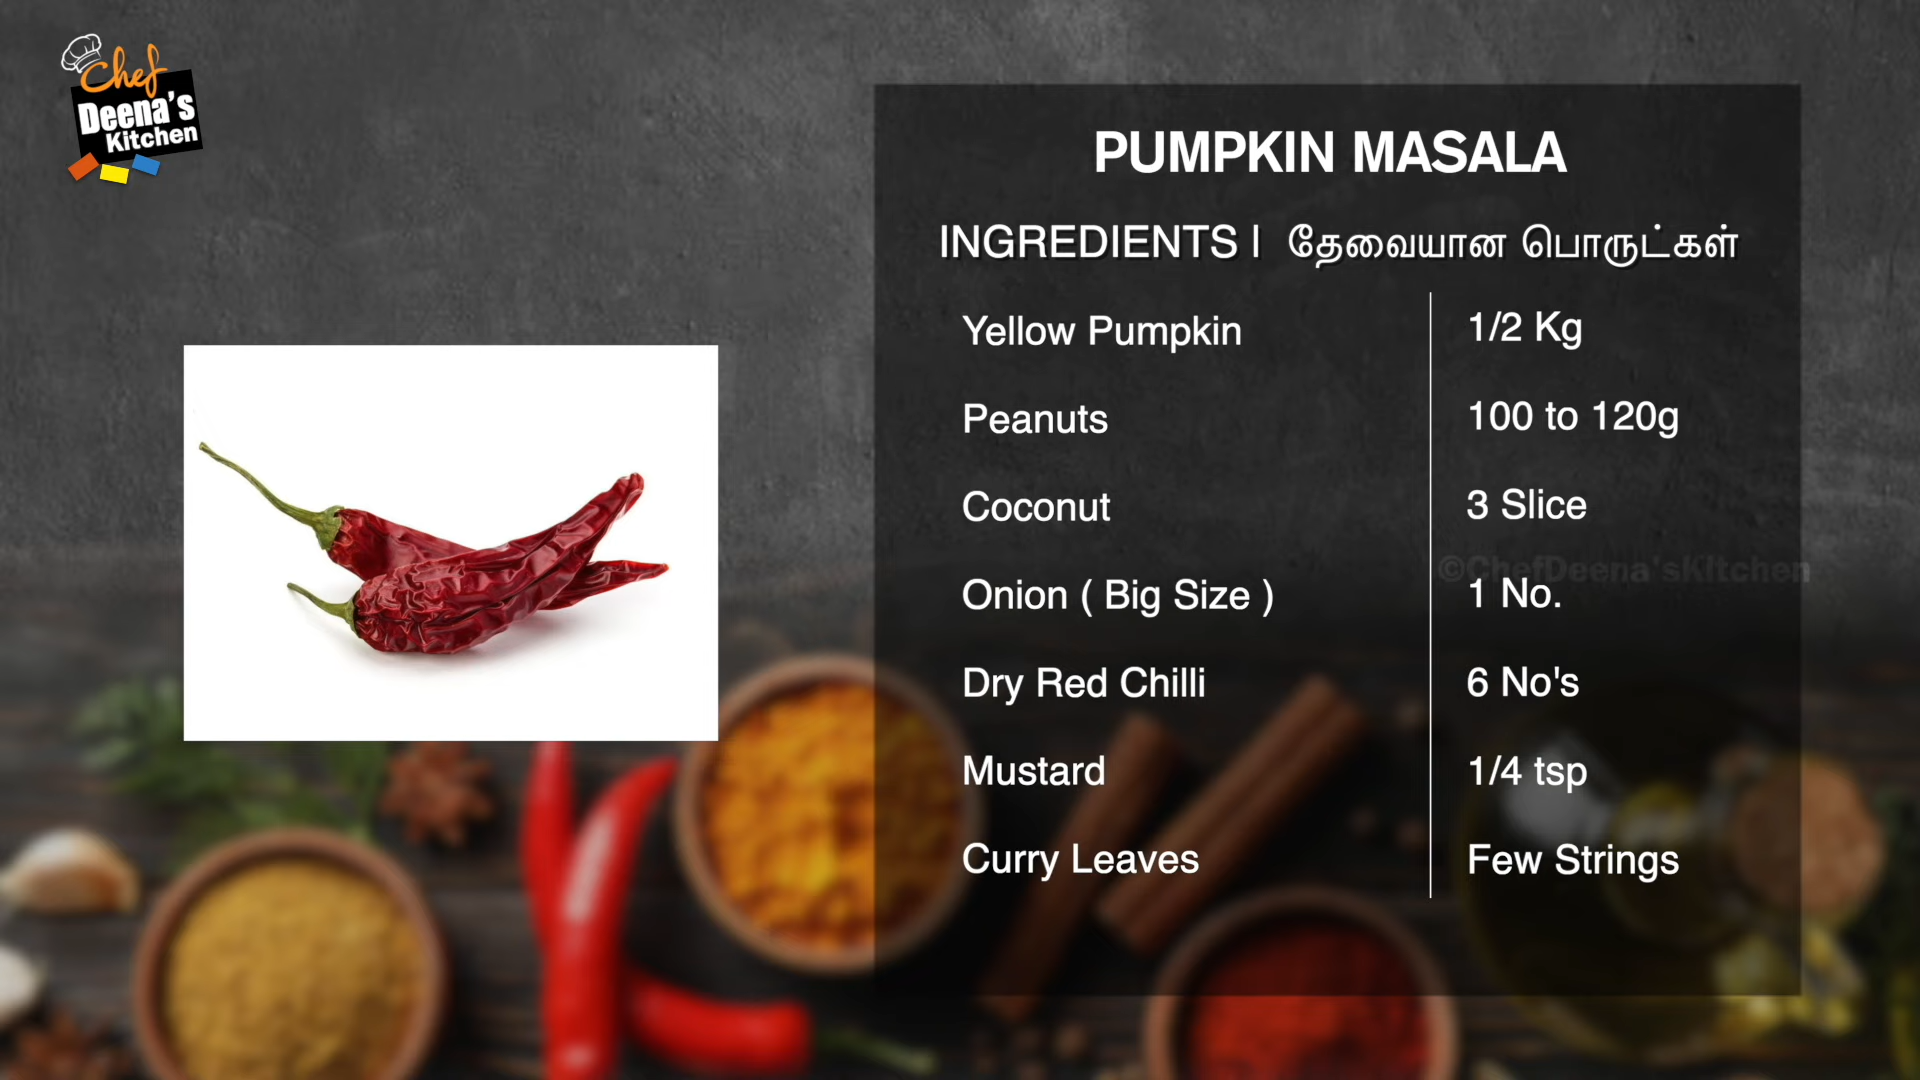 Chef
Deena's
Kitchen
PUMPKIN MASALA
INGREDIENTS | தேவையான பொருட்கள்
Yellow Pumpkin 1/2 Kg
Peanuts 100 to 120g
Coconut 3 Slice
©ChefDeena'sKitchen
Onion ( Big Size ) 1 No.
Dry Red Chilli 6 No's
Mustard 1/4 tsp
Curry Leaves Few Strings